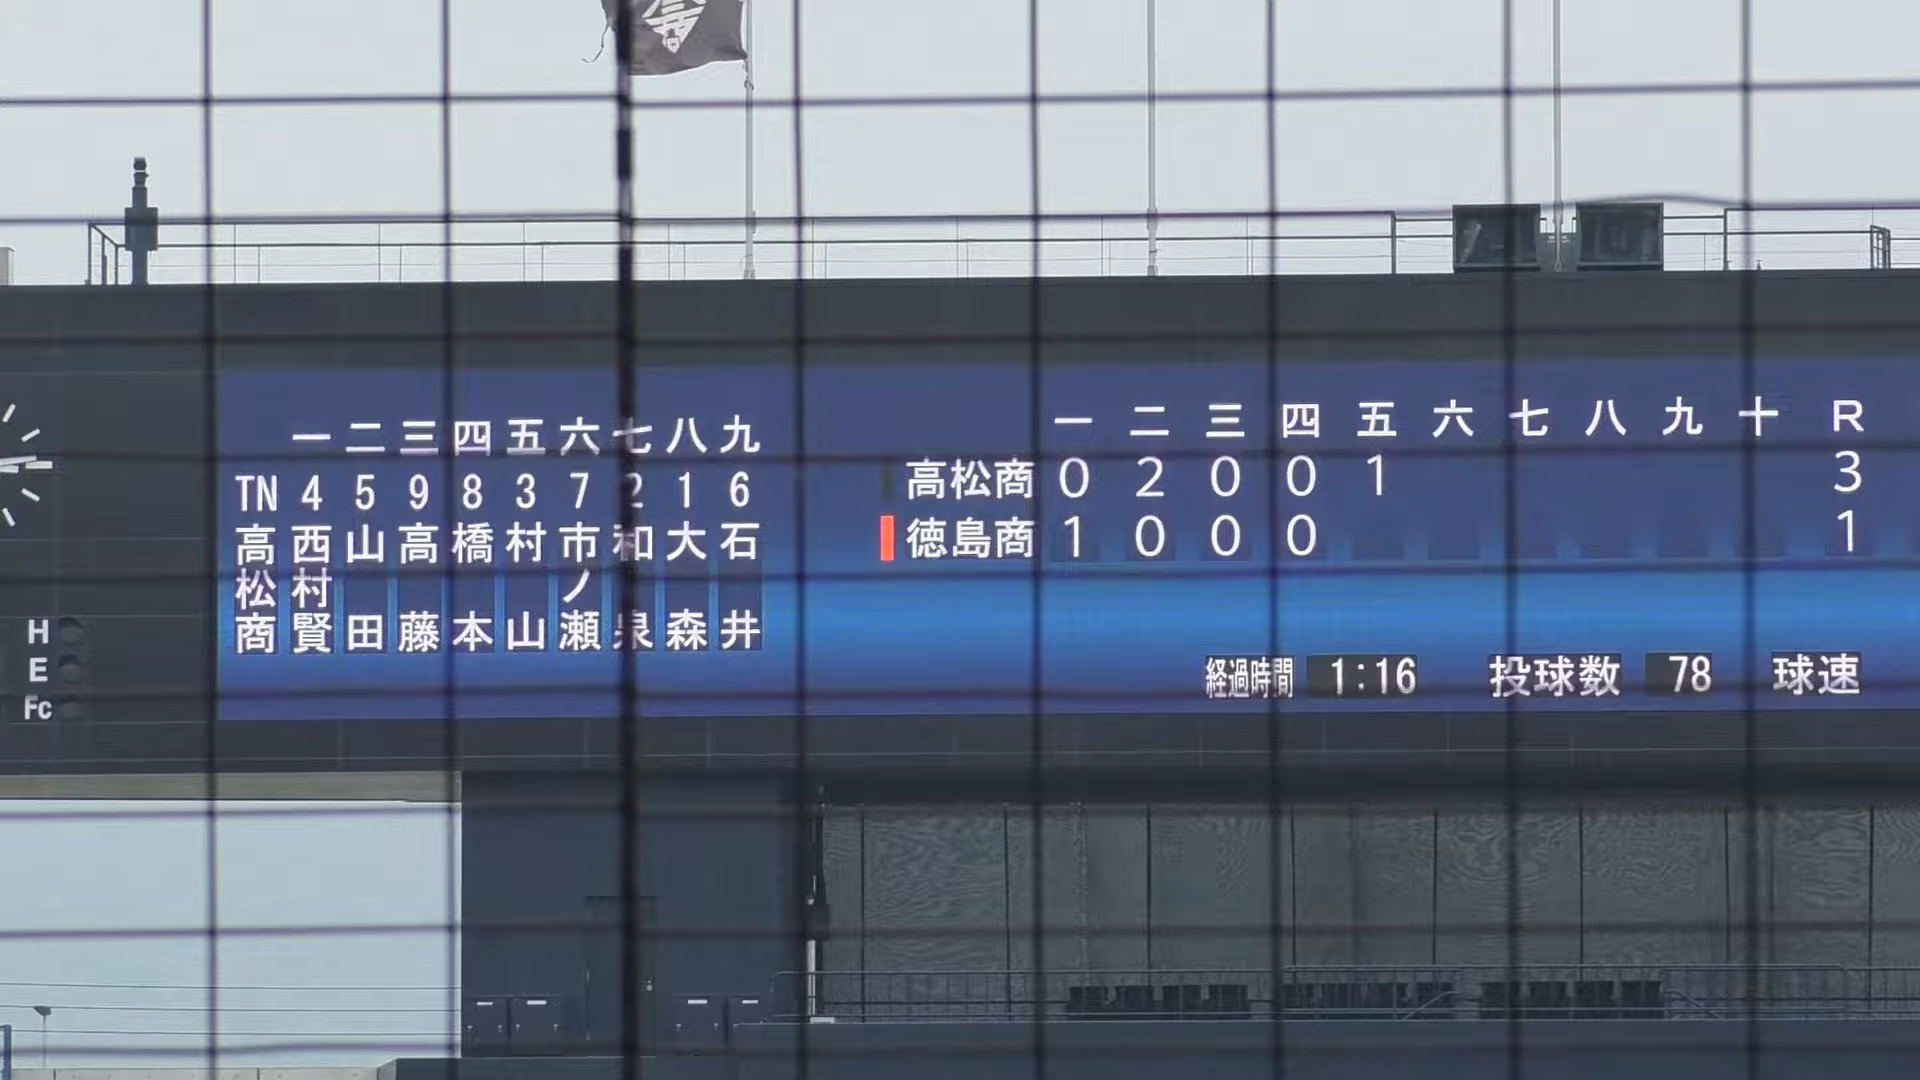 一 二 三 四 五 六 七 八 九
TN 4 5 9 8 3 7 2 1 6
高松商 西村賢 山田 高藤 橋本 村山 市ノ瀬 和泉 大森 石井
一 二 三 四 五 六 七 八 九 十 R
高松商 0 2 0 0 1 3
徳島商 1 0 0 0 1
H
E
Fc
経過時間 1:16 投球数 78 球速